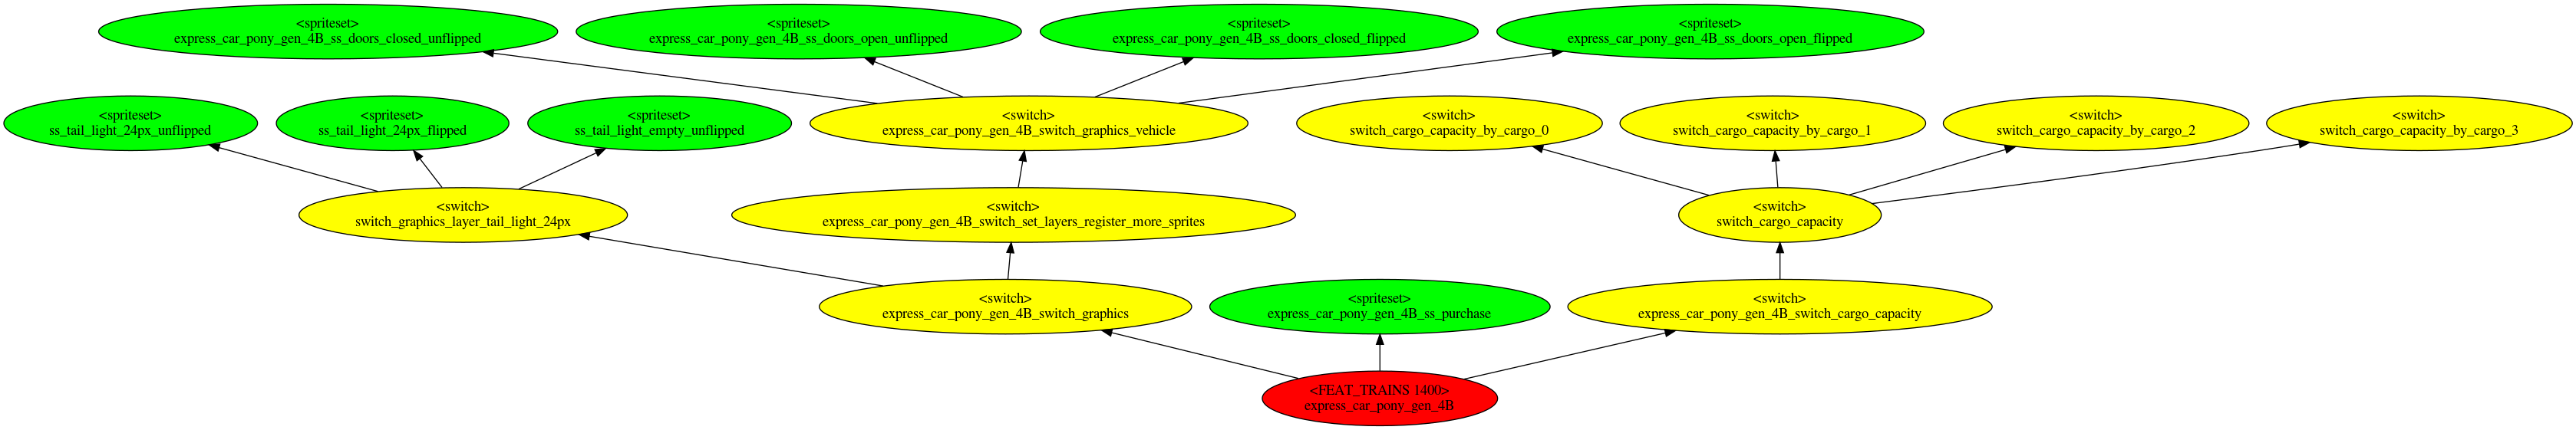 <spriteset>
express_car_pony_gen_4B_ss_doors_closed_unflipped
<spriteset>
express_car_pony_gen_4B_ss_doors_open_unflipped
<spriteset>
express_car_pony_gen_4B_ss_doors_closed_flipped
<spriteset>
express_car_pony_gen_4B_ss_doors_open_flipped
<spriteset>
ss_tail_light_24px_unflipped
<spriteset>
ss_tail_light_24px_flipped
<spriteset>
ss_tail_light_empty_unflipped
<switch>
express_car_pony_gen_4B_switch_graphics_vehicle
<switch>
switch_cargo_capacity_by_cargo_0
<switch>
switch_cargo_capacity_by_cargo_1
<switch>
switch_cargo_capacity_by_cargo_2
<switch>
switch_cargo_capacity_by_cargo_3
<switch>
switch_graphics_layer_tail_light_24px
<switch>
express_car_pony_gen_4B_switch_set_layers_register_more_sprites
<switch>
switch_cargo_capacity
<switch>
express_car_pony_gen_4B_switch_graphics
<spriteset>
express_car_pony_gen_4B_ss_purchase
<switch>
express_car_pony_gen_4B_switch_cargo_capacity
<FEAT_TRAINS 1400>
express_car_pony_gen_4B